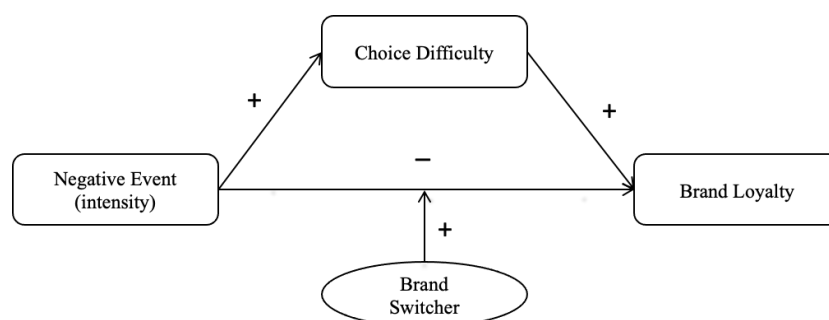 Choice Difficulty
+
+
−
Negative Event
(intensity)
Brand Loyalty
+
Brand
Switcher